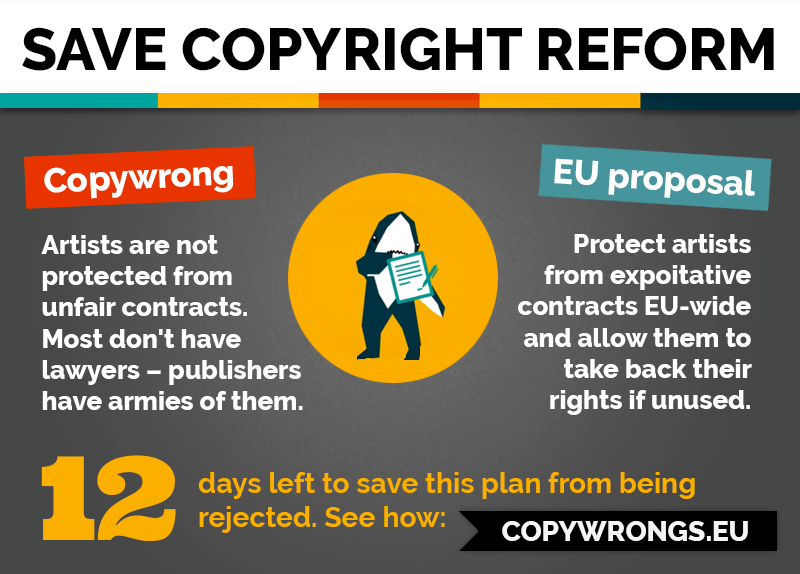 SAVE COPYRIGHT REFORM
Copywrong
Artists are not
protected from
unfair contracts.
Most don't have
lawyers – publishers
have armies of them.
EU proposal
Protect artists
from expoitative
contracts EU-wide
and allow them to
take back their
rights if unused.
12
days left to save this plan from being
rejected. See how:
COPYWRONGS.EU